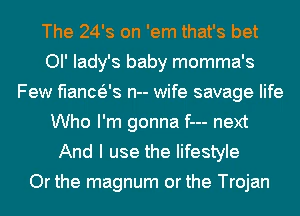 The 24's on 'em that's bet
Ol' lady's baby momma's
Few fiancé's n-- wife savage life
Who I'm gonna f--- next
And I use the lifestyle
Or the magnum or the Trojan